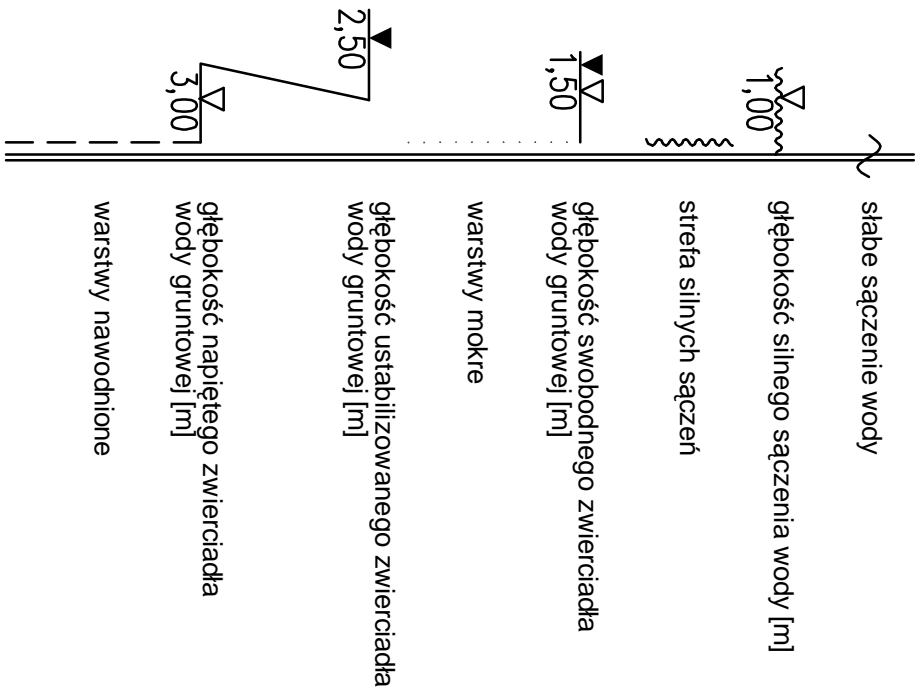 słabe sączenie wody
1,00
głębokość silnego sączenia wody [m]
strefa silnych sączeń
1,50
głębokość swobodnego zwierciadła
wody gruntowej [m]
warstwy mokre
2,50
głębokość ustabilizowanego zwierciadła
wody gruntowej [m]
3,00
głębokość napiętego zwierciadła
wody gruntowej [m]
warstwy nawodnione